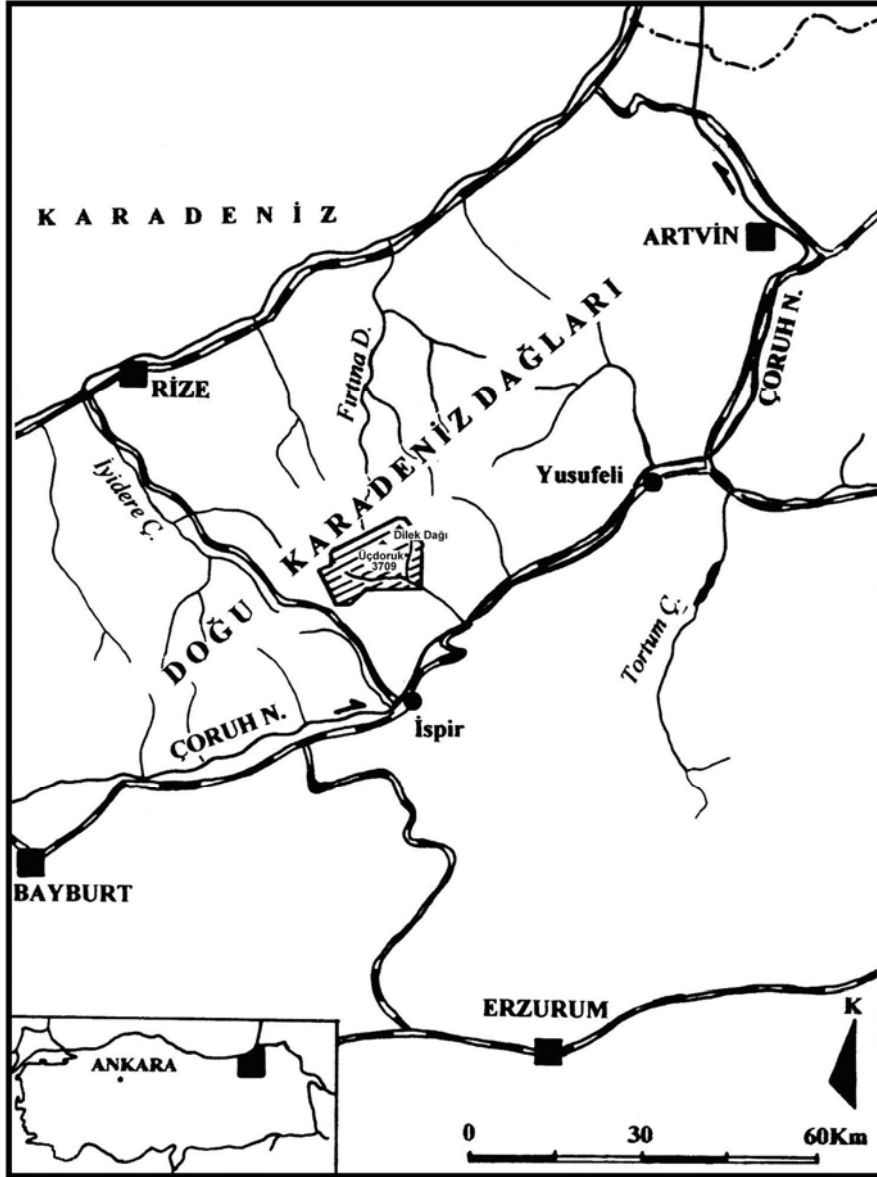 KARADENİZ
ARTVİN
ÇORUH N.
RİZE
Fırtına D.
İyidere Ç.
DOĞU KARADENİZ DAĞLARI
Yusufeli
Dilek Dağı
Üçdoruk
3709
Tortum Ç.
ÇORUH N.
İspir
BAYBURT
ERZURUM
K
ANKARA
0 30 60Km